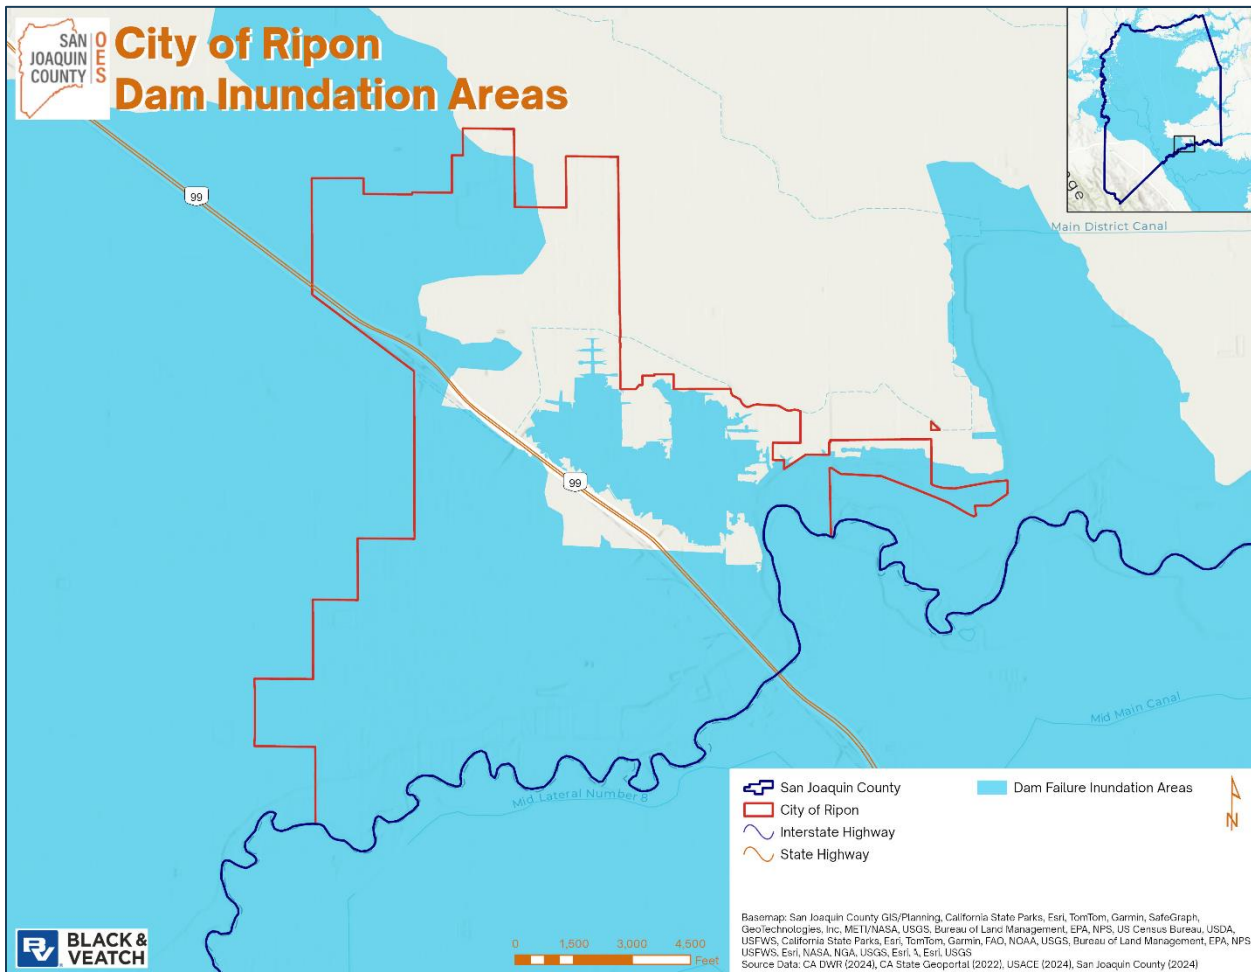 SAN
JOAQUIN
COUNTY
OES
City of Ripon
Dam Inundation Areas
99
ge
Main District Canal
99
Mid Main Canal
Mid Lateral Number 8
San Joaquin County
City of Ripon
Interstate Highway
State Highway
Dam Failure Inundation Areas
N
Basemap: San Joaquin County GIS/Planning, California State Parks, Esri, TomTom, Garmin, SafeGraph,
GeoTechnologies, Inc, METI/NASA, USGS, Bureau of Land Management, EPA, NPS, US Census Bureau, USDA,
USFWS, California State Parks, Esri, TomTom, Garmin, FAO, NOAA, USGS, Bureau of Land Management, EPA, NPS,
USFWS, Esri, NASA, NGA, USGS, Esri, Esri, USGS
Source Data: CA DWR (2024), CA State Geoportal (2022), USACE (2024), San Joaquin County (2024)
BV BLACK &
VEATCH
0 1,500 3,000 4,500
Feet